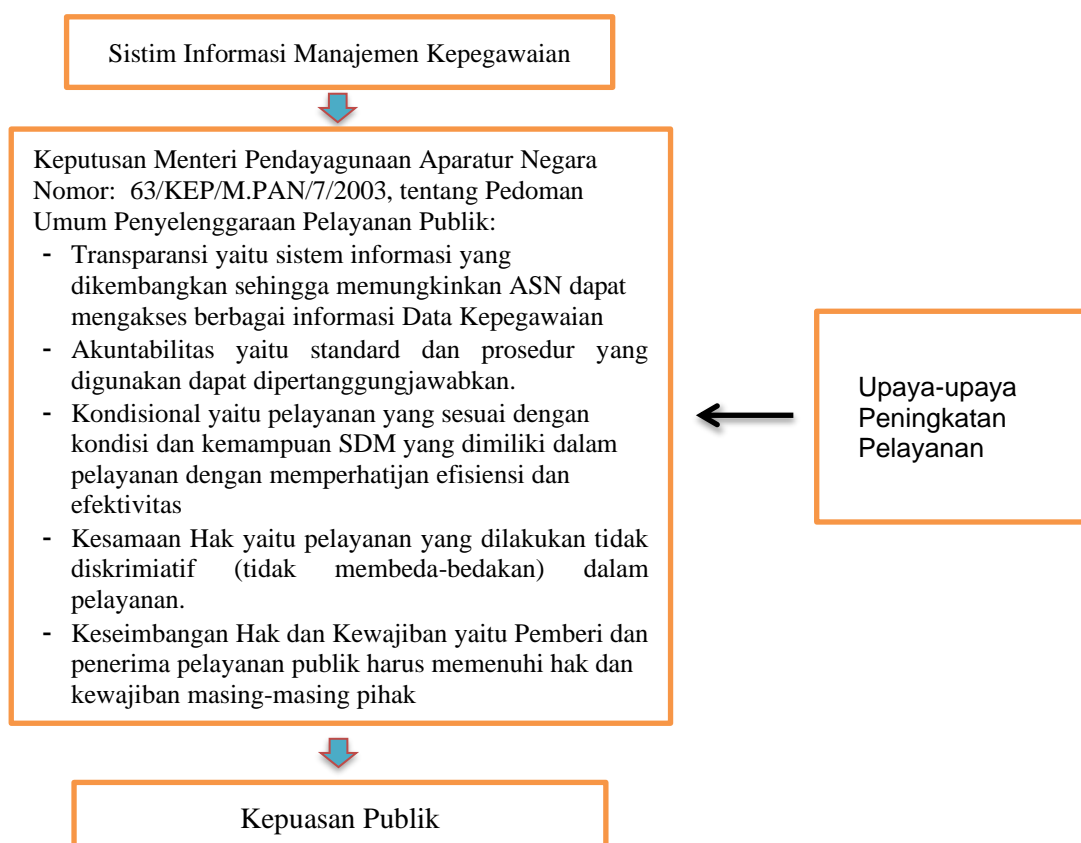 Sistim Informasi Manajemen Kepegawaian
Keputusan Menteri Pendayagunaan Aparatur Negara
Nomor: 63/KEP/M.PAN/7/2003, tentang Pedoman
Umum Penyelenggaraan Pelayanan Publik:
- Transparansi yaitu sistem informasi yang
dikembangkan sehingga memungkinkan ASN dapat
mengakses berbagai informasi Data Kepegawaian
- Akuntabilitas yaitu standard dan prosedur yang
digunakan dapat dipertanggungjawabkan.
- Kondisional yaitu pelayanan yang sesuai dengan
kondisi dan kemampuan SDM yang dimiliki dalam
pelayanan dengan memperhatijan efisiensi dan
efektivitas
- Kesamaan Hak yaitu pelayanan yang dilakukan tidak
diskrimiatif (tidak membeda-bedakan) dalam
pelayanan.
- Keseimbangan Hak dan Kewajiban yaitu Pemberi dan
penerima pelayanan publik harus memenuhi hak dan
kewajiban masing-masing pihak
Upaya-upaya
Peningkatan
Pelayanan
Kepuasan Publik